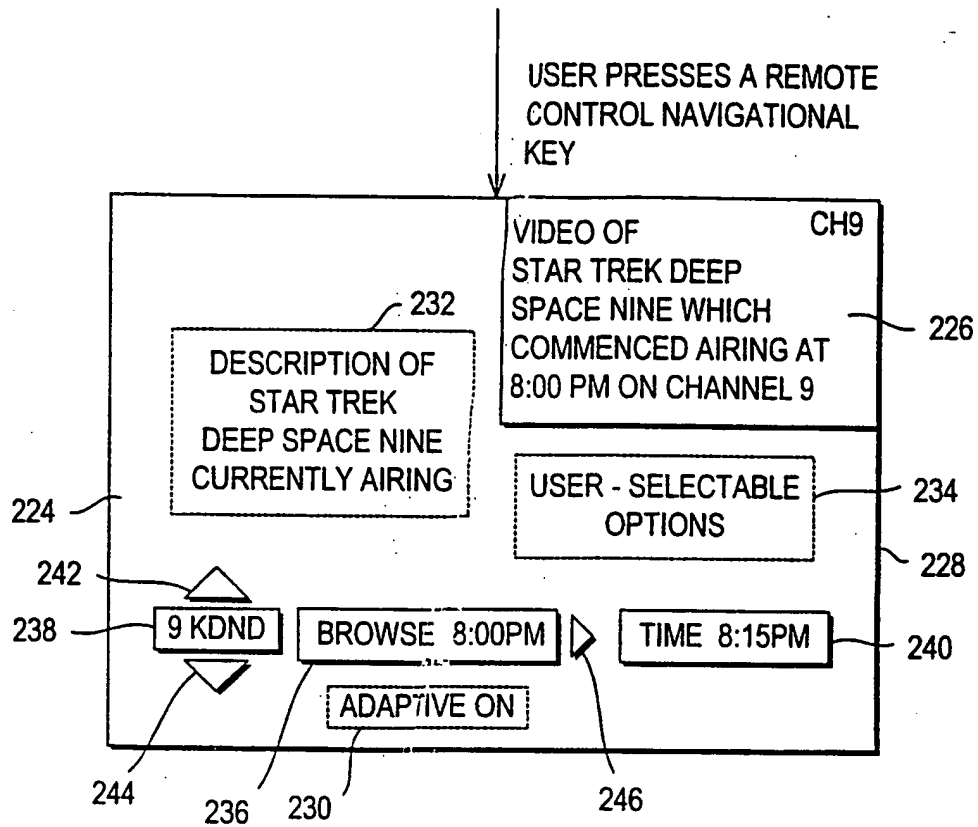 USER PRESSES A REMOTE
CONTROL NAVIGATIONAL
KEY
CH9
VIDEO OF
STAR TREK DEEP
SPACE NINE WHICH
COMMENCED AIRING AT
8:00 PM ON CHANNEL 9
226
232
DESCRIPTION OF
STAR TREK
DEEP SPACE NINE
CURRENTLY AIRING
USER - SELECTABLE
OPTIONS
234
224
228
242
238
9 KDND
BROWSE 8:00PM
TIME 8:15PM
240
ADAPTIVE ON
244
236
230
246